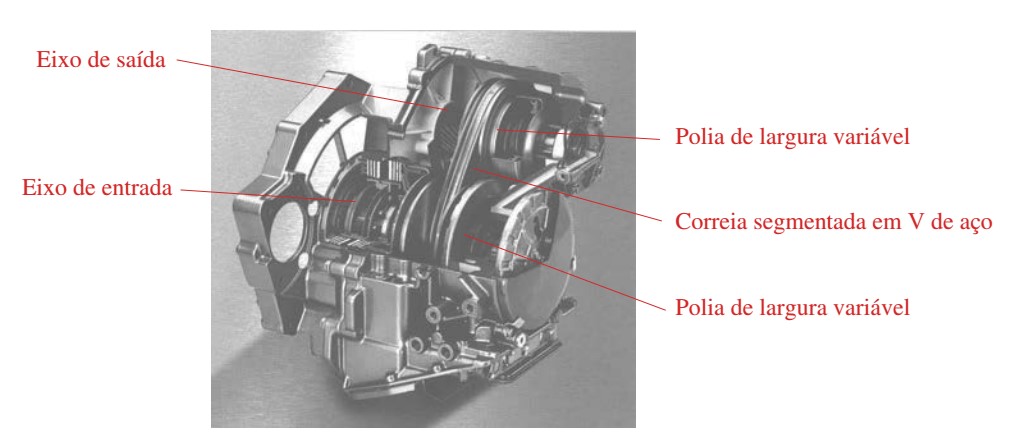 Eixo de saída
Eixo de entrada
Polia de largura variável
Correia segmentada em V de aço
Polia de largura variável